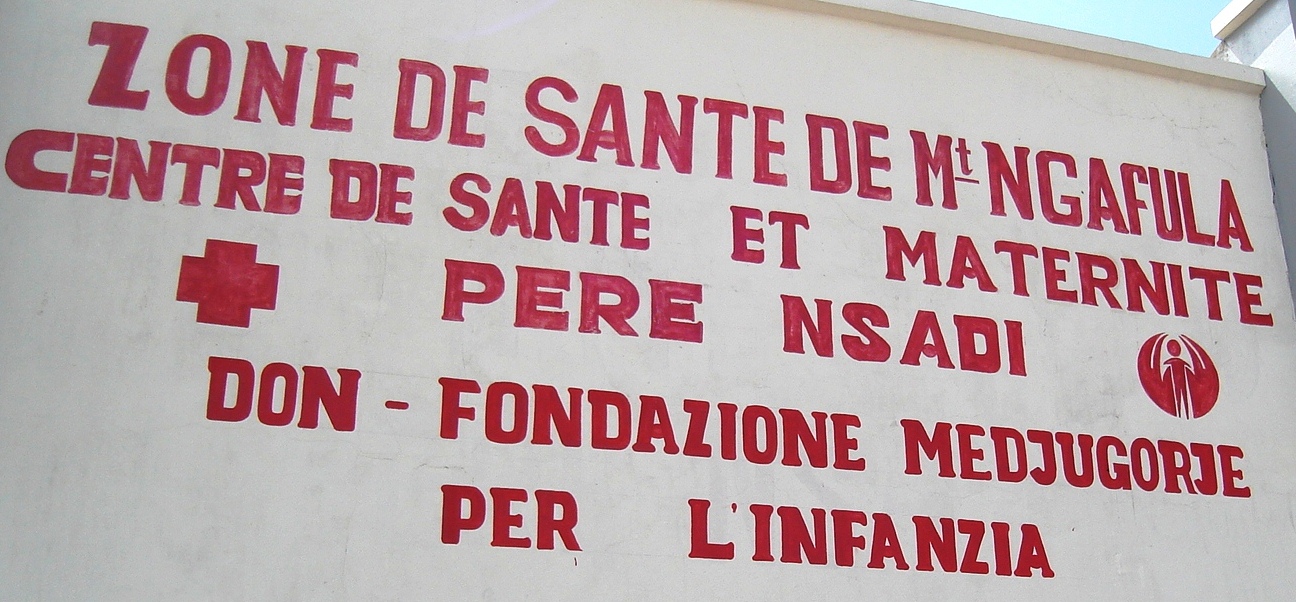 ZONE DE SANTE DE Mt NGAFULA
CENTRE DE SANTE ET MATERNITE
PERE NSADI
DON - FONDAZIONE MEDJUGORJE
PER L'INFANZIA